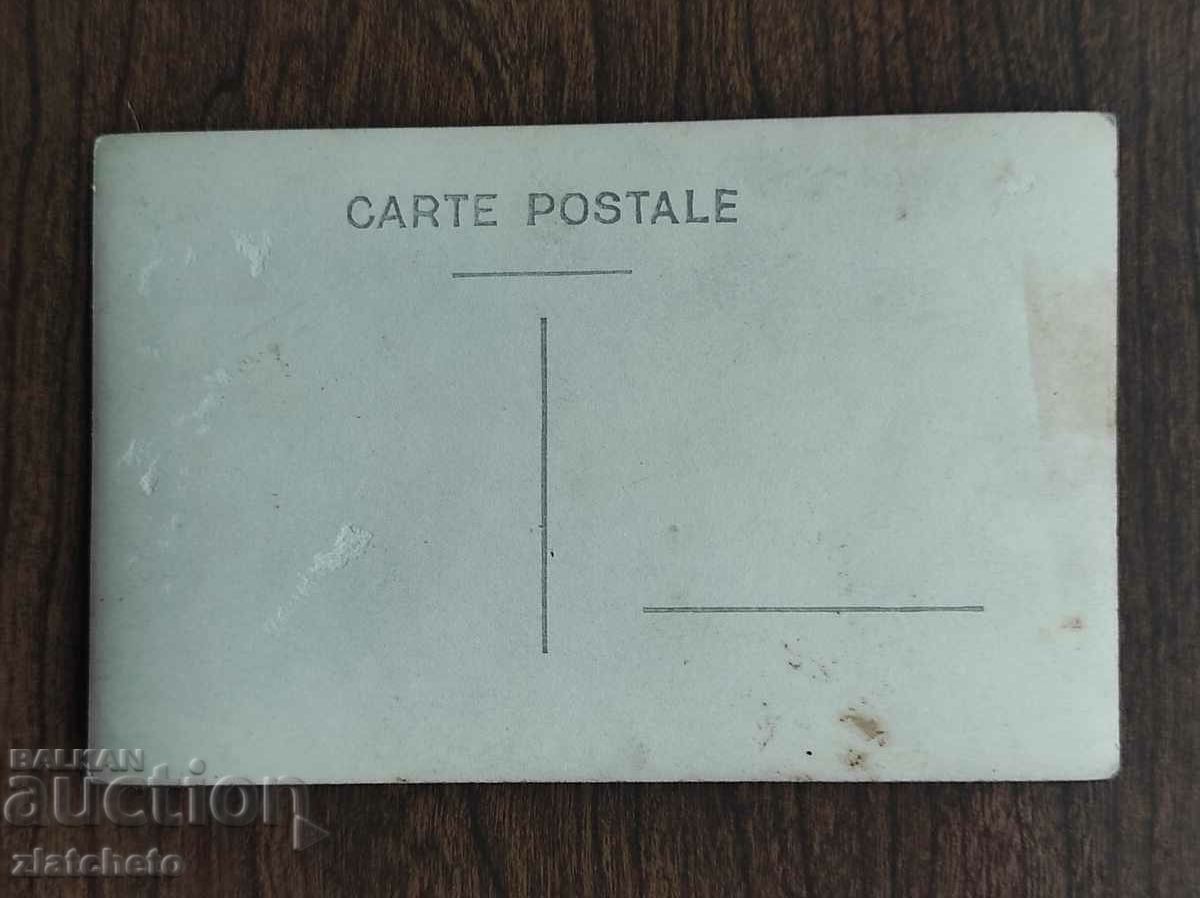 CARTE POSTALE
BALKAN
auction
zlatcheto